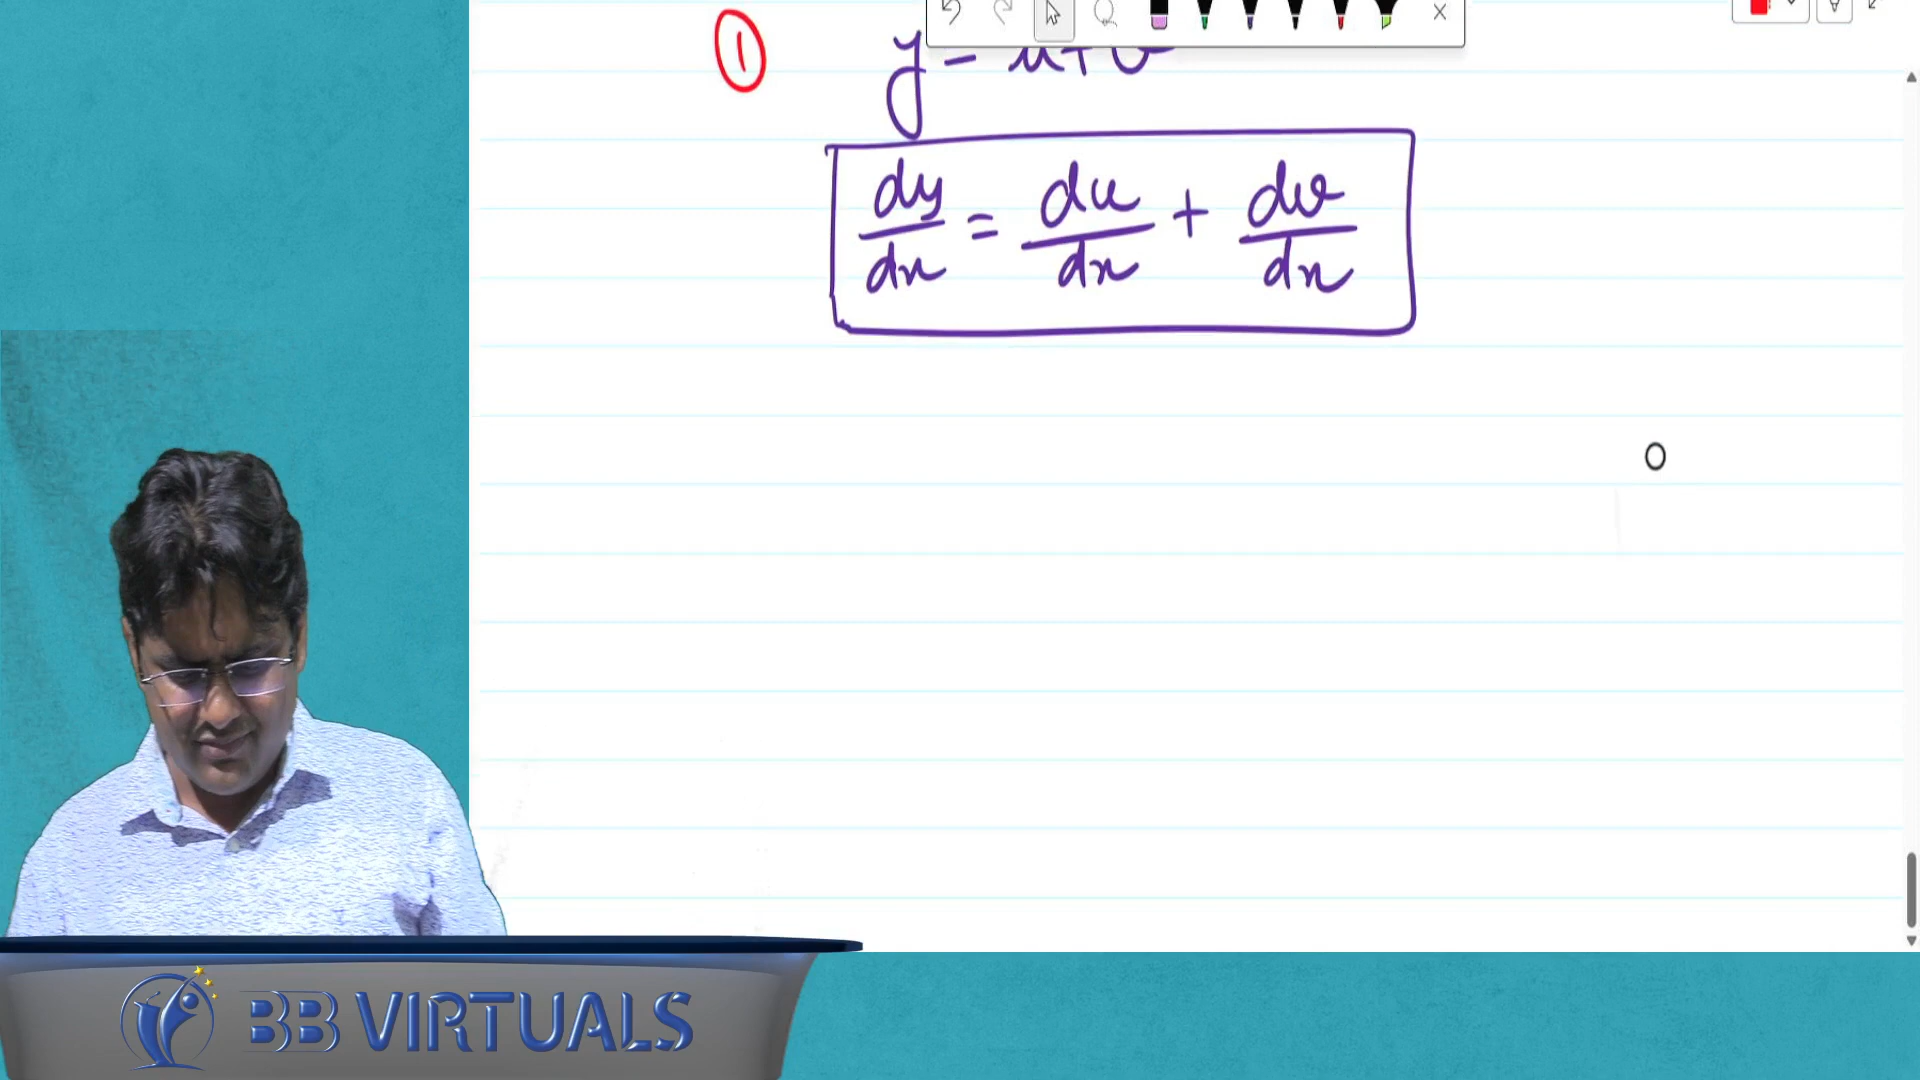 ① y = u+v
dy/dx = du/dx + dv/dx
BB VIRTUALS